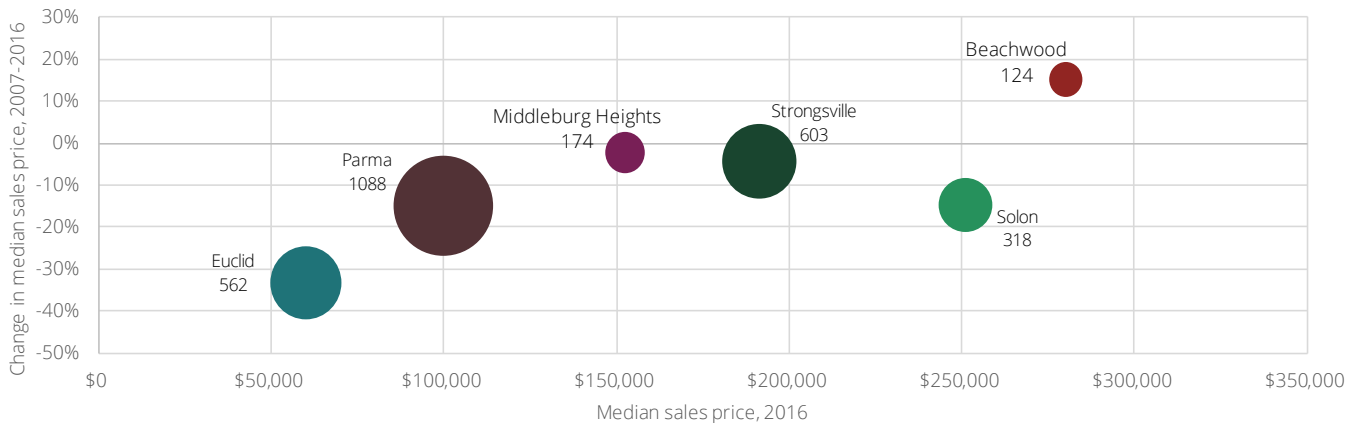 Change in median sales price, 2007-2016
30%
20%
10%
0%
-10%
-20%
-30%
-40%
-50%
Beachwood
124
Strongsville
603
Middleburg Heights
174
Parma
1088
Solon
318
Euclid
562
$0
$50,000
$100,000
$150,000
$200,000
$250,000
$300,000
$350,000
Median sales price, 2016